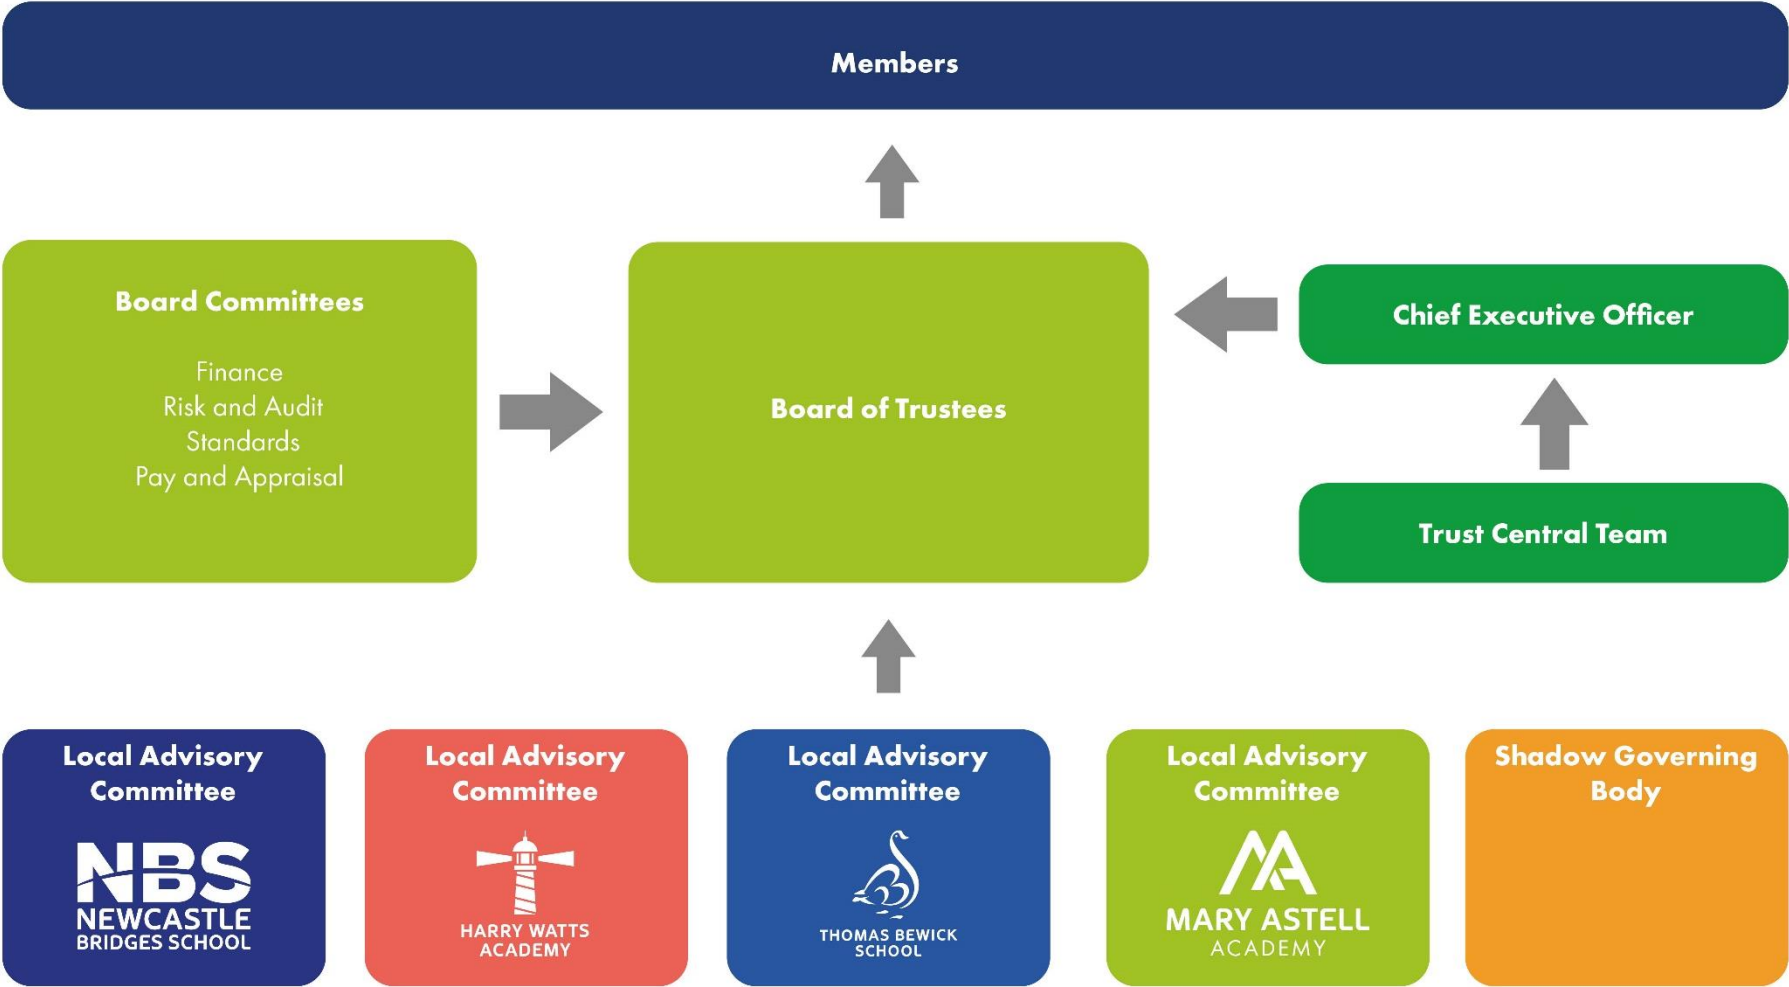 Members
Board Committees
Finance
Risk and Audit
Standards
Pay and Appraisal
Board of Trustees
Chief Executive Officer
Trust Central Team
Local Advisory
Committee
NBS
NEWCASTLE
BRIDGES SCHOOL
Local Advisory
Committee
HARRY WATTS
ACADEMY
Local Advisory
Committee
THOMAS BEWICK
SCHOOL
Local Advisory
Committee
MA
MARY ASTELL
ACADEMY
Shadow Governing
Body